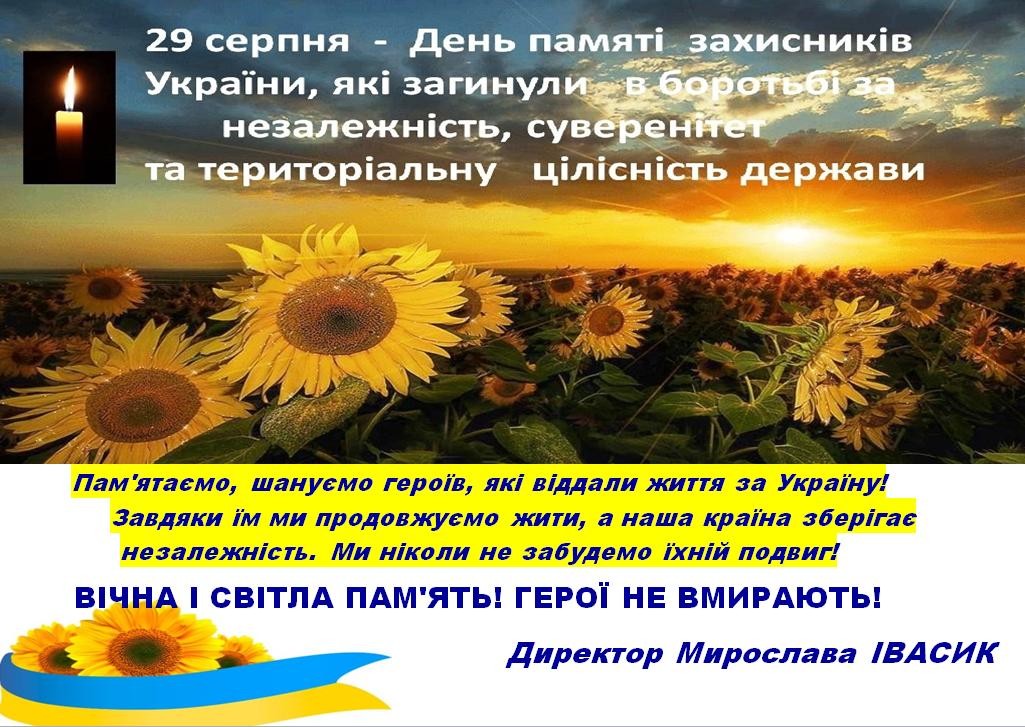 29 серпня - День памяті захисників
України, які загинули в боротьбі за
незалежність, суверенітет
та територіальну цілісність держави
Пам'ятаємо, шануємо героїв, які віддали життя за Україну!
Завдяки їм ми продовжуємо жити, а наша країна зберігає
незалежність. Ми ніколи не забудемо їхній подвиг!
ВІЧНА І СВІТЛА ПАМ'ЯТЬ! ГЕРОЇ НЕ ВМИРАЮТЬ!
Директор Мирослава ІВАСИК